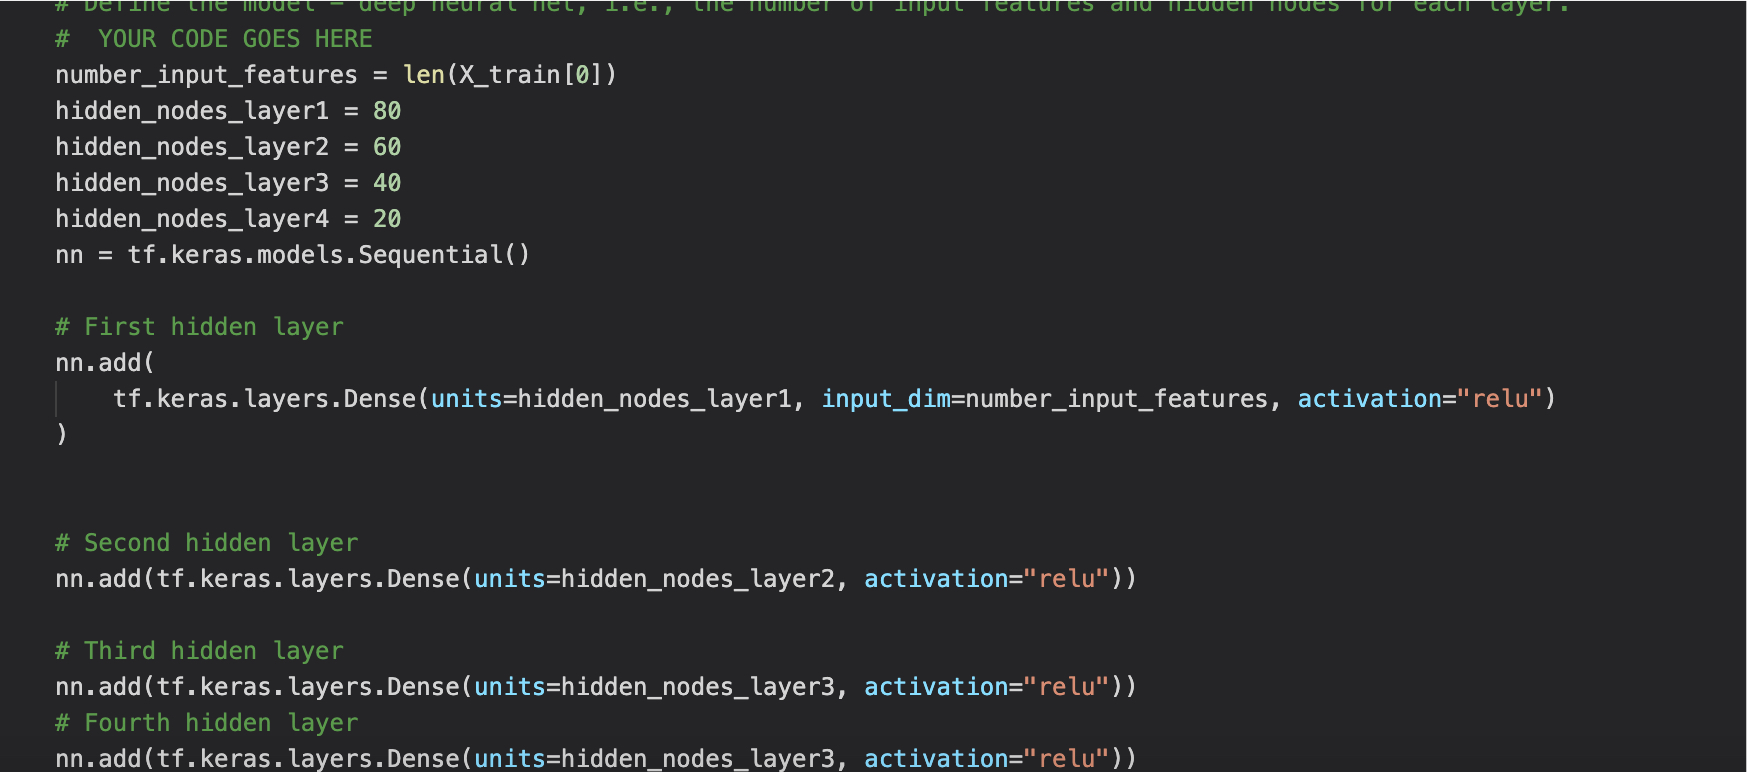 # Define the model - deep neural net, i.e., the number of input features and hidden nodes for each layer.
#  YOUR CODE GOES HERE
number_input_features = len(X_train[0])
hidden_nodes_layer1 = 80
hidden_nodes_layer2 = 60
hidden_nodes_layer3 = 40
hidden_nodes_layer4 = 20
nn = tf.keras.models.Sequential()
# First hidden layer
nn.add(
    tf.keras.layers.Dense(units=hidden_nodes_layer1, input_dim=number_input_features, activation="relu")
)
# Second hidden layer
nn.add(tf.keras.layers.Dense(units=hidden_nodes_layer2, activation="relu"))
# Third hidden layer
nn.add(tf.keras.layers.Dense(units=hidden_nodes_layer3, activation="relu"))
# Fourth hidden layer
nn.add(tf.keras.layers.Dense(units=hidden_nodes_layer3, activation="relu"))